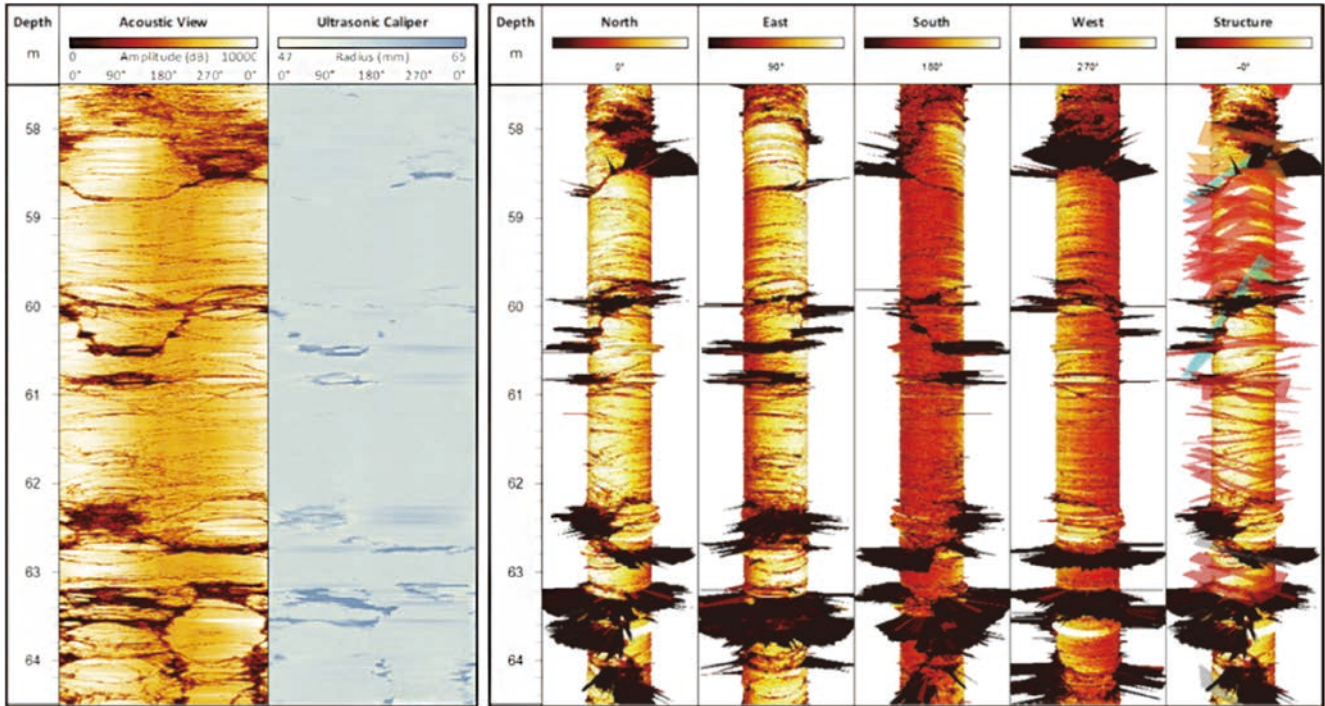 Depth
Acoustic View
Ultrasonic Caliper
m
0 Amplitude (dB) 10000
47 Radius (mm) 65
0° 90° 180° 270° 0°
0° 90° 180° 270° 0°
58
59
60
61
62
63
64
Depth
North
East
South
West
Structure
m
0°
90°
180°
270°
-0°
58
59
60
61
62
63
64